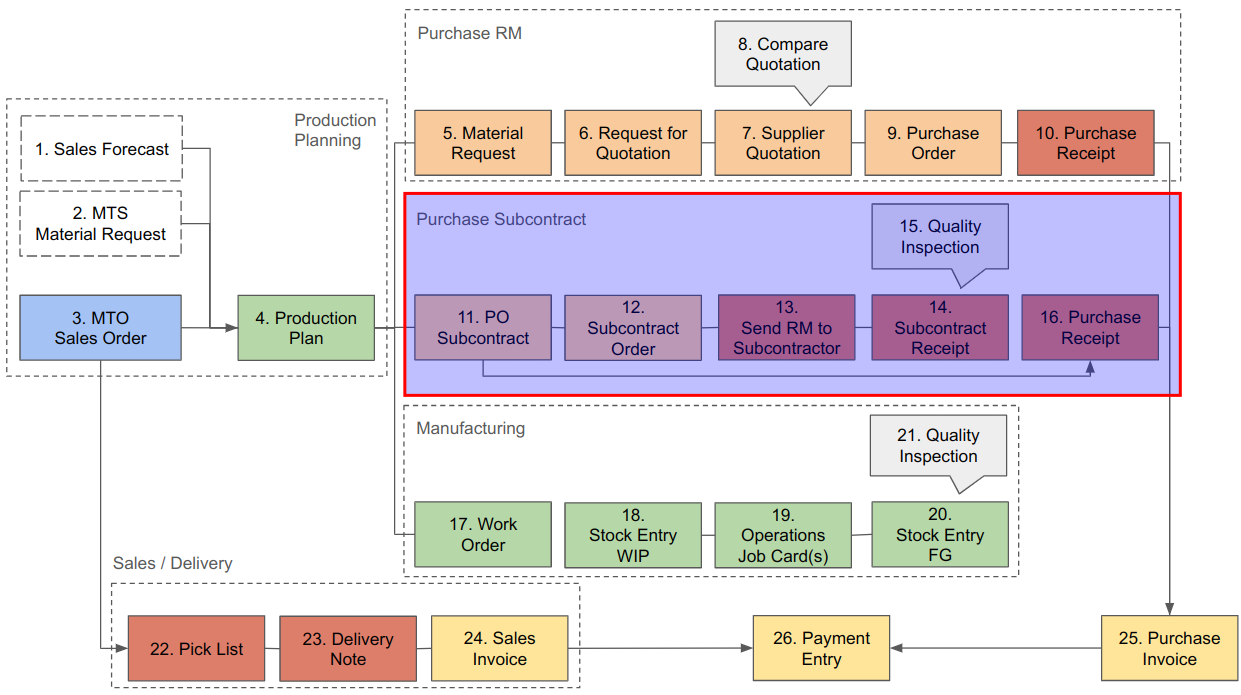 Purchase RM
8. Compare
Quotation
Production
Planning
1. Sales Forecast
5. Material
Request
6. Request for
Quotation
7. Supplier
Quotation
9. Purchase
Order
10. Purchase
Receipt
2. MTS
Material Request
Purchase Subcontract
15. Quality
Inspection
3. MTO
Sales Order
4. Production
Plan
11. PO
Subcontract
12.
Subcontract
Order
13.
Send RM to
Subcontractor
14.
Subcontract
Receipt
16. Purchase
Receipt
Manufacturing
21. Quality
Inspection
17. Work
Order
18.
Stock Entry
WIP
19.
Operations
Job Card(s)
20.
Stock Entry
FG
Sales / Delivery
22. Pick List
23. Delivery
Note
24. Sales
Invoice
26. Payment
Entry
25. Purchase
Invoice